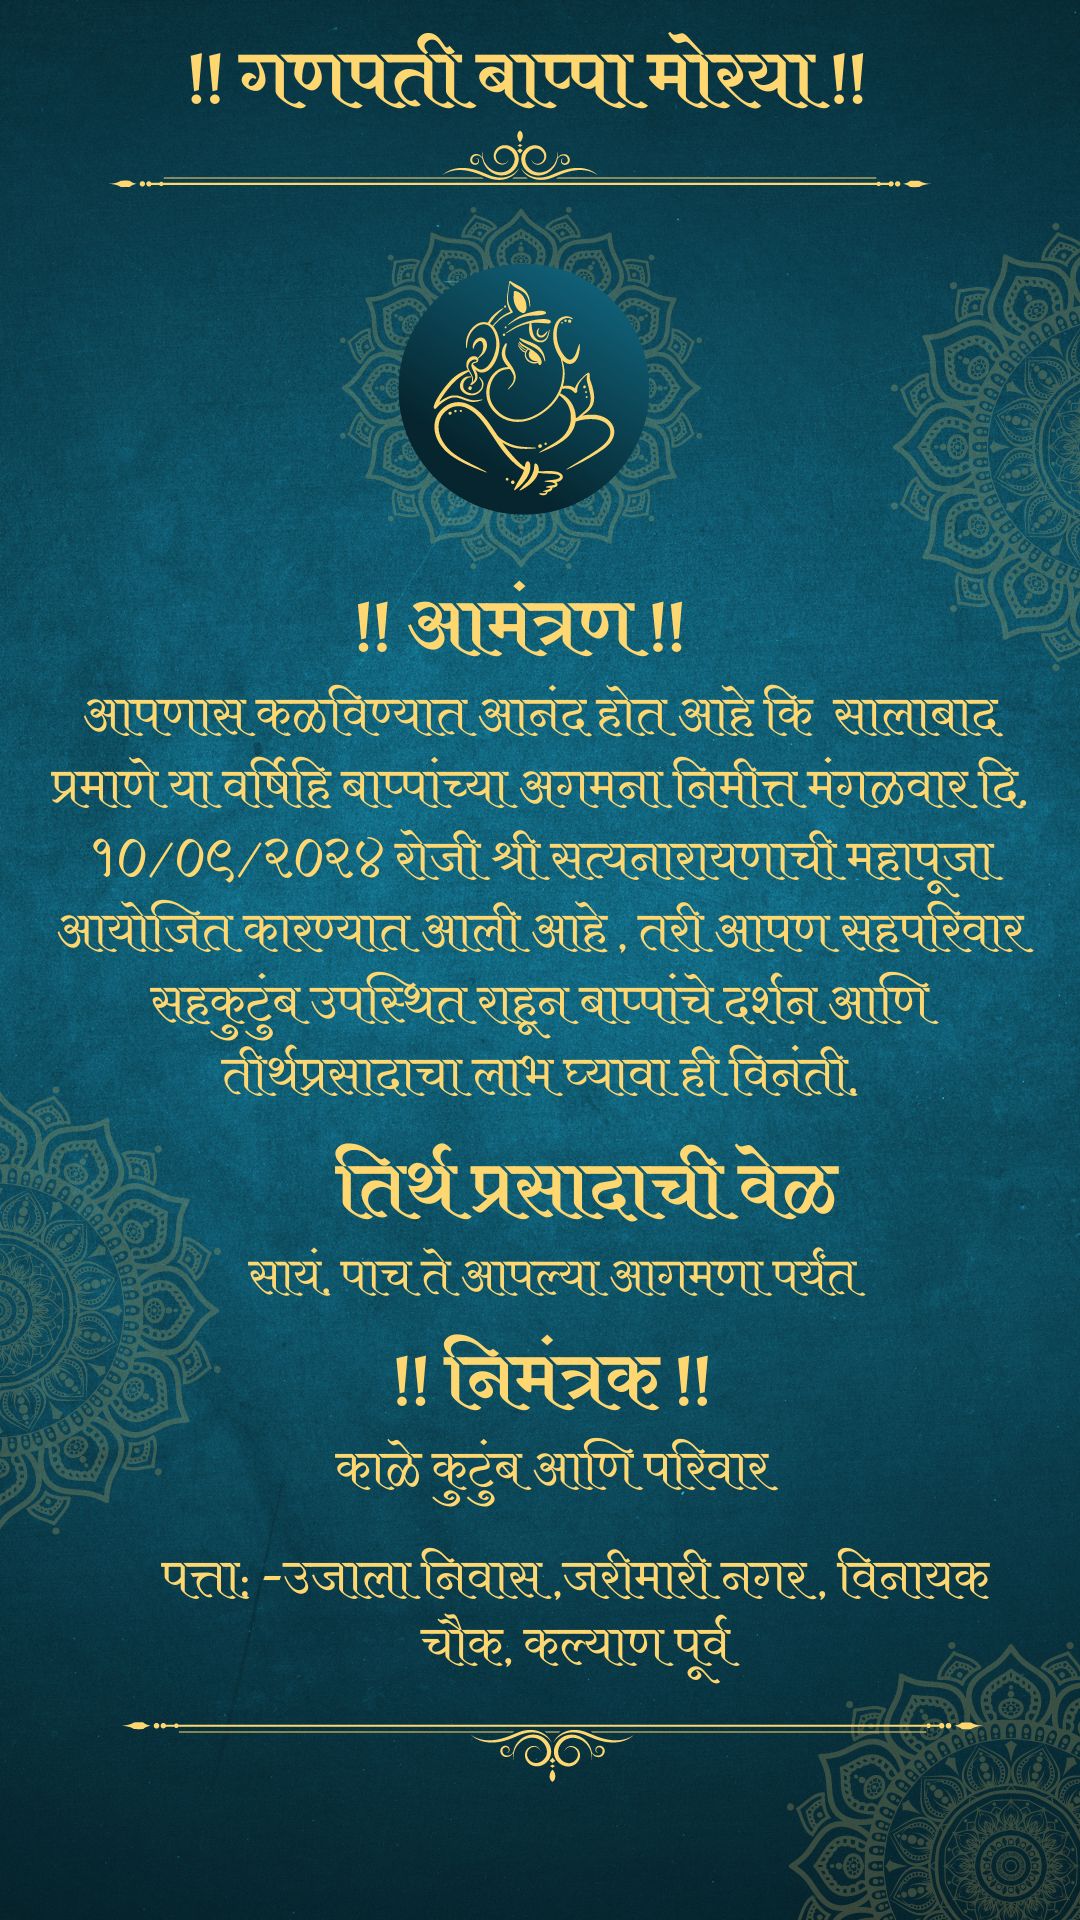 !! गणपती बाप्पा मोरया !!
!! आमंत्रण !!
आपणास कळविण्यात आनंद होत आहे कि सालाबाद
प्रमाणे या वर्षिहि बाप्पांच्या अगमना निमीत्त मंगळवार दि.
१०/०९/२०२४ रोजी श्री सत्यनारायणाची महापूजा
आयोजित कारण्यात आली आहे , तरी आपण सहपरिवार
सहकुटुंब उपस्थित राहून बाप्पांचे दर्शन आणि
तीर्थप्रसादाचा लाभ घ्यावा ही विनंती.
तिर्थ प्रसादाची वेळ
सायं. पाच ते आपल्या आगमणा पर्यंत
!! निमंत्रक !!
काळे कुटुंब आणि परिवार
पत्ता: -उजाला निवास ,जरीमारी नगर , विनायक
चौक, कल्याण पूर्व